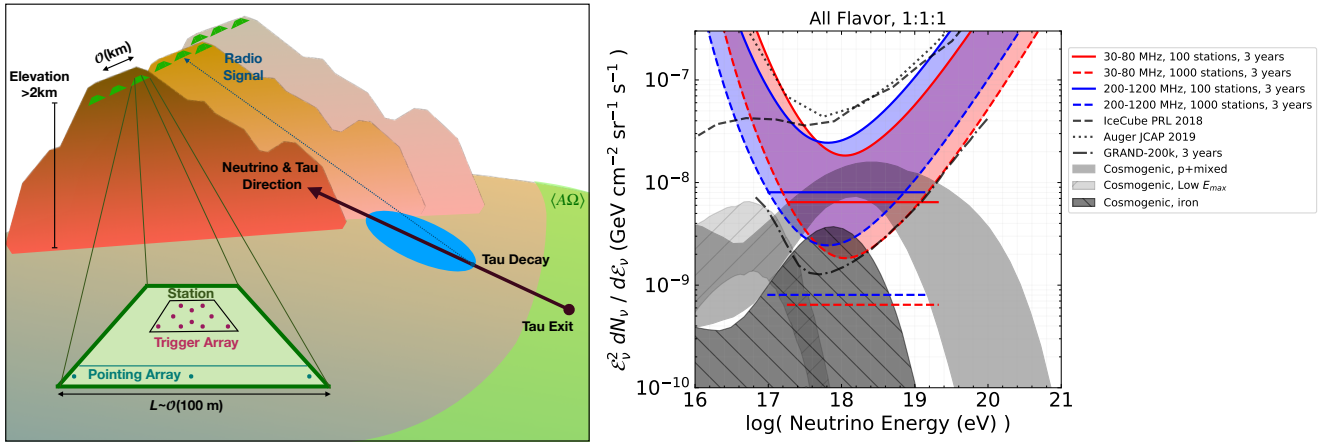 𝒪(km)
Elevation
>2km
Radio
Signal
Neutrino & Tau
Direction
⟨AΩ⟩
Tau Decay
Tau Exit
Station
Trigger Array
Pointing Array
L~𝒪(100 m)
All Flavor, 1:1:1
ℰν² dNν / dℰν (GeV cm⁻² sr⁻¹ s⁻¹)
10⁻⁷
10⁻⁸
10⁻⁹
10⁻¹⁰
16 17 18 19 20 21
log( Neutrino Energy (eV) )
30-80 MHz, 100 stations, 3 years
30-80 MHz, 1000 stations, 3 years
200-1200 MHz, 100 stations, 3 years
200-1200 MHz, 1000 stations, 3 years
IceCube PRL 2018
Auger JCAP 2019
GRAND-200k, 3 years
Cosmogenic, p+mixed
Cosmogenic, Low Emax
Cosmogenic, iron